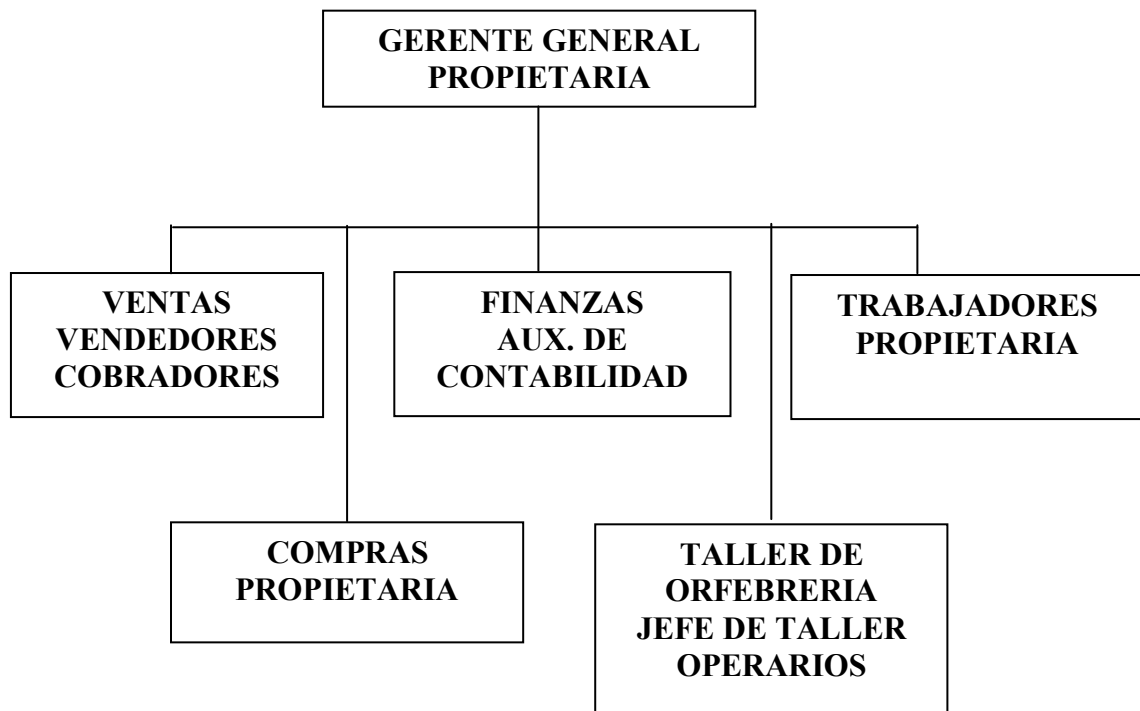 GERENTE GENERAL
PROPIETARIA
VENTAS
VENDEDORES
COBRADORES
FINANZAS
AUX. DE
CONTABILIDAD
TRABAJADORES
PROPIETARIA
COMPRAS
PROPIETARIA
TALLER DE
ORFEBRERIA
JEFE DE TALLER
OPERARIOS